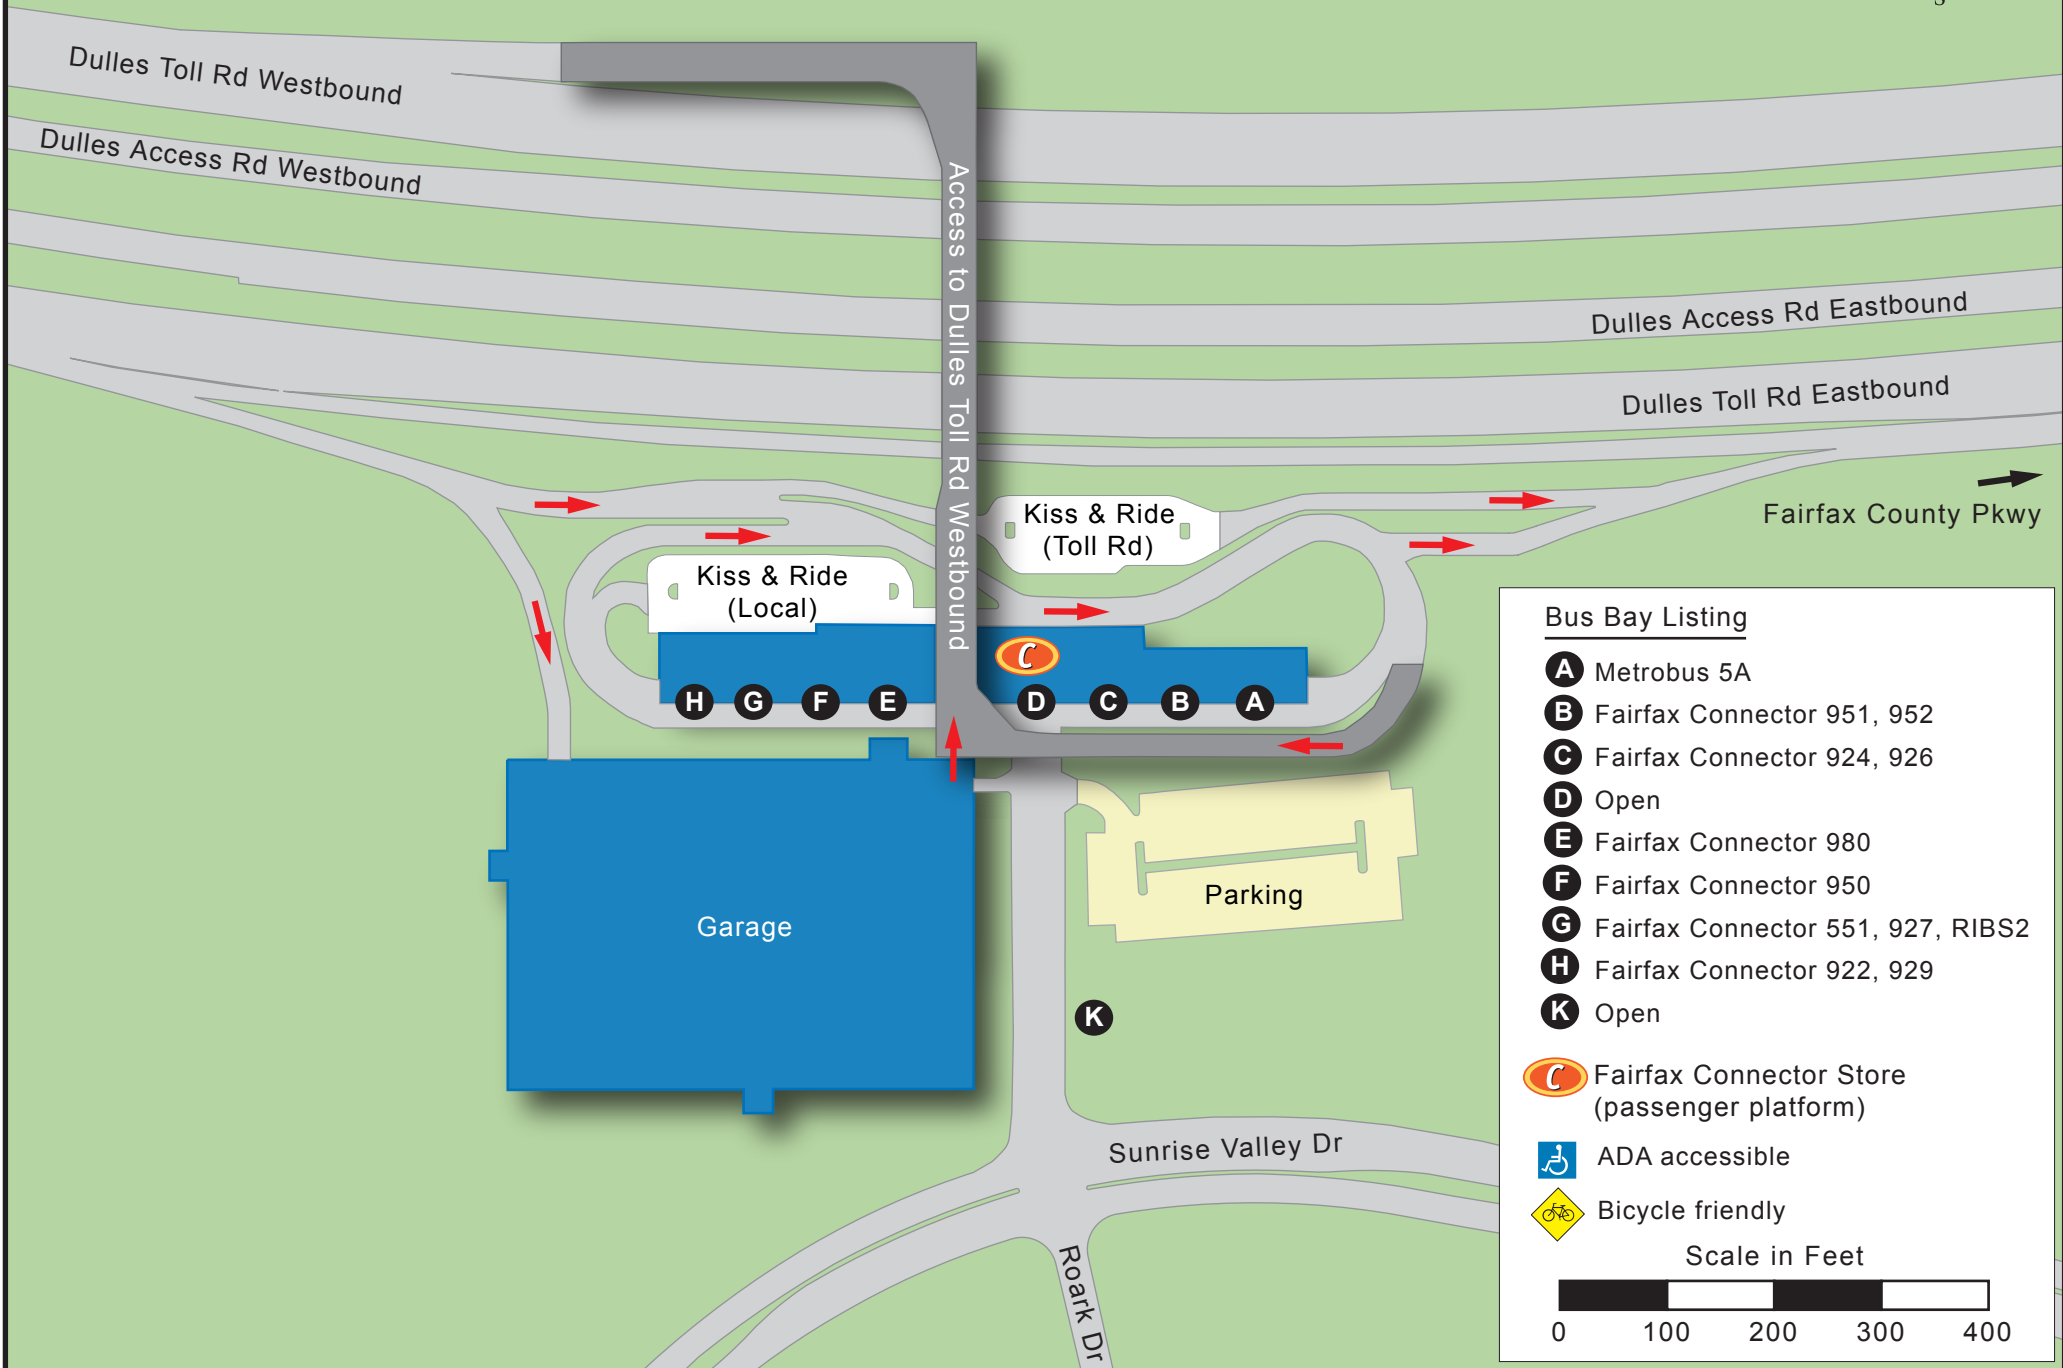 Dulles Toll Rd Westbound
Dulles Access Rd Westbound
Access to Dulles Toll Rd Westbound
Dulles Access Rd Eastbound
Dulles Toll Rd Eastbound
Fairfax County Pkwy
Kiss & Ride
(Toll Rd)
Kiss & Ride
(Local)
C
H G F E D C B A
Garage
Parking
K
Sunrise Valley Dr
Roark Dr
Bus Bay Listing
A Metrobus 5A
B Fairfax Connector 951, 952
C Fairfax Connector 924, 926
D Open
E Fairfax Connector 980
F Fairfax Connector 950
G Fairfax Connector 551, 927, RIBS2
H Fairfax Connector 922, 929
K Open
C Fairfax Connector Store
(passenger platform)
ADA accessible
Bicycle friendly
Scale in Feet
0 100 200 300 400